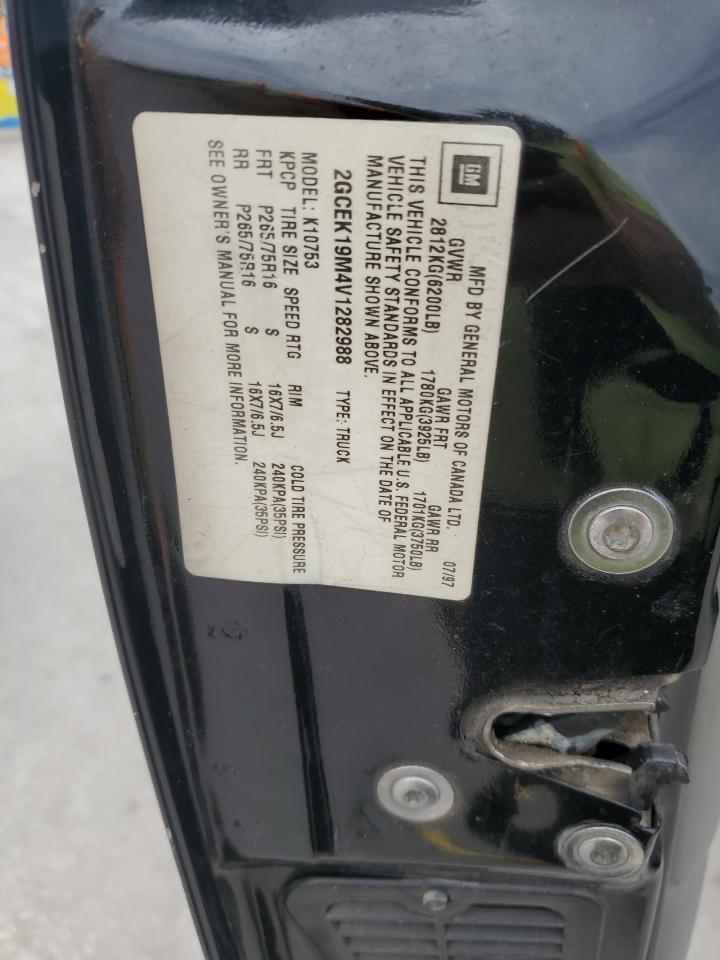 GM
MFD BY GENERAL MOTORS OF CANADA LTD.
07/97
GVWR GAWR FRT GAWR RR
2812KG(6200LB) 1780KG(3925LB) 1701KG(3750LB)
THIS VEHICLE CONFORMS TO ALL APPLICABLE U.S. FEDERAL MOTOR
VEHICLE SAFETY STANDARDS IN EFFECT ON THE DATE OF
MANUFACTURE SHOWN ABOVE.
2GCEK19M4V1282988 TYPE: TRUCK
MODEL: K10753
KPCP TIRE SIZE SPEED RTG RIM COLD TIRE PRESSURE
FRT P265/75R16 S 16X7/6.5J 240KPA(35PSI)
RR P265/75R16 S 16X7/6.5J 240KPA(35PSI)
SEE OWNER'S MANUAL FOR MORE INFORMATION.